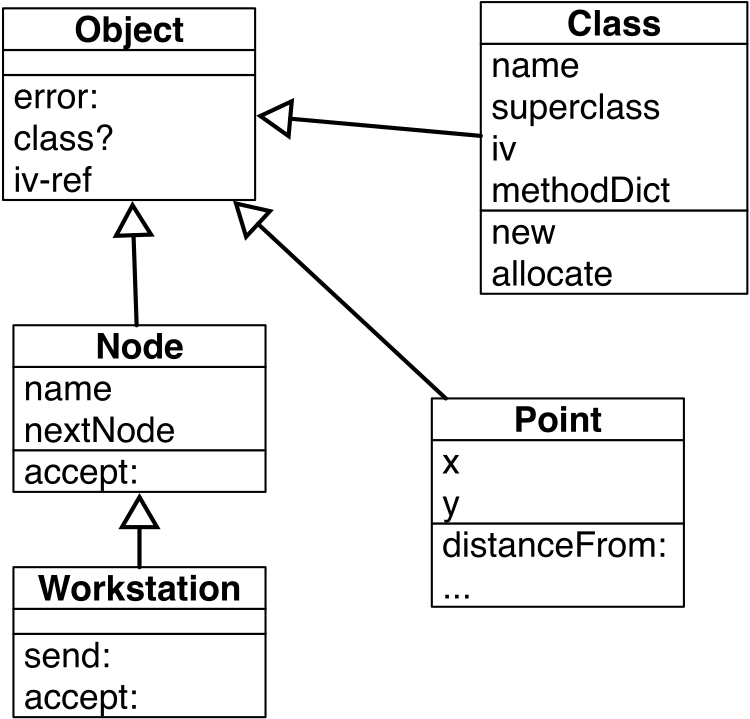 Object
error:
class?
iv-ref
Class
name
superclass
iv
methodDict
new
allocate
Node
name
nextNode
accept:
Point
x
y
distanceFrom:
...
Workstation
send:
accept: